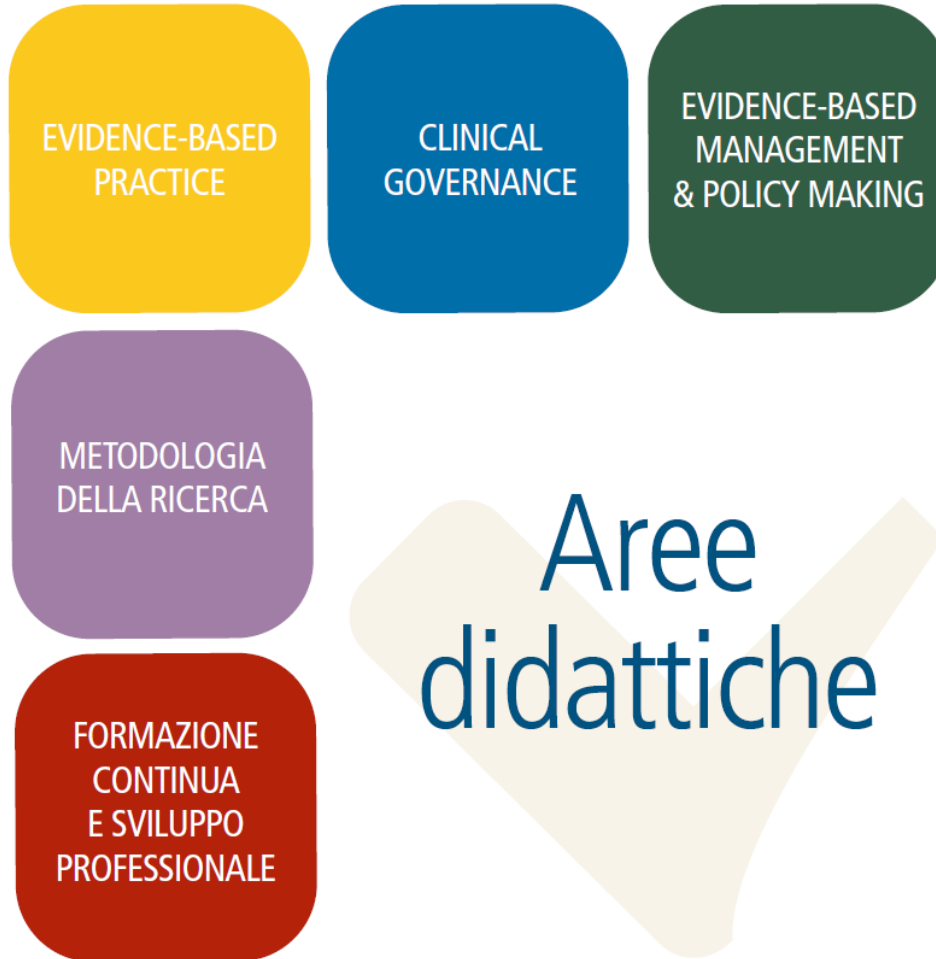 EVIDENCE-BASED
PRACTICE
CLINICAL
GOVERNANCE
EVIDENCE-BASED
MANAGEMENT
& POLICY MAKING
METODOLOGIA
DELLA RICERCA
Aree
didattiche
FORMAZIONE
CONTINUA
E SVILUPPO
PROFESSIONALE